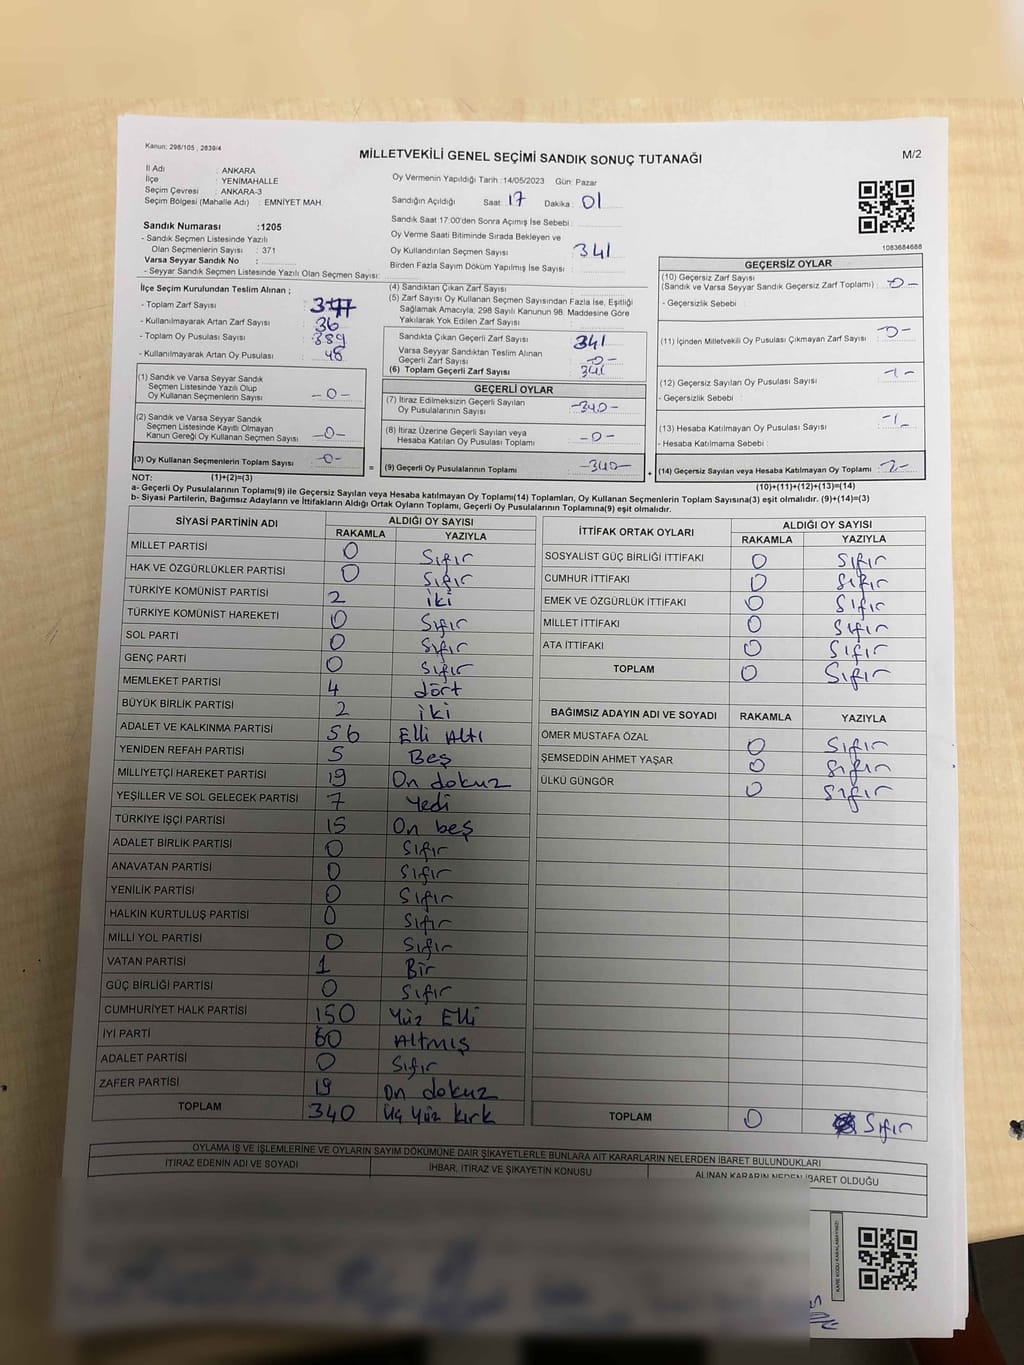 Kanun: 298/105 , 2839/4
MİLLETVEKİLİ GENEL SEÇİMİ SANDIK SONUÇ TUTANAĞI
M/2
İl Adı : ANKARA
İlçe : YENİMAHALLE
Seçim Çevresi : ANKARA-3
Seçim Bölgesi (Mahalle Adı) : EMNİYET MAH.
Sandık Numarası :1205
- Sandık Seçmen Listesinde Yazılı
Olan Seçmenlerin Sayısı : 371
Varsa Seyyar Sandık No :
- Seyyar Sandık Seçmen Listesinde Yazılı Olan Seçmen Sayısı:
Oy Vermenin Yapıldığı Tarih :14/05/2023 Gün: Pazar
Sandığın Açıldığı Saat: 17 Dakika: 01
Sandık Saat 17:00'den Sonra Açımış İse Sebebi :
Oy Verme Saati Bitiminde Sırada Bekleyen ve
Oy Kullandırılan Seçmen Sayısı : 341
Birden Fazla Sayım Döküm Yapılmış İse Sayısı :
1083684688
İlçe Seçim Kurulundan Teslim Alınan ;
- Toplam Zarf Sayısı : 377
- Kullanılmayarak Artan Zarf Sayısı : 36
- Toplam Oy Pusulası Sayısı : 389
- Kullanılmayarak Artan Oy Pusulası : 48
(1) Sandık ve Varsa Seyyar Sandık
Seçmen Listesinde Yazılı Olup
Oy Kullanan Seçmenlerin Sayısı : -0-
(2) Sandık ve Varsa Seyyar Sandık
Seçmen Listesinde Kayıtlı Olmayan
Kanun Gereği Oy Kullanan Seçmen Sayısı : -0-
(3) Oy Kullanan Seçmenlerin Toplam Sayısı : -0-
(4) Sandıktan Çıkan Zarf Sayısı :
(5) Zarf Sayısı Oy Kullanan Seçmen Sayısından Fazla İse, Eşitliği
Sağlamak Amacıyla; 298 Sayılı Kanunun 98. Maddesine Göre
Yakılarak Yok Edilen Zarf Sayısı :
Sandıkta Çıkan Geçerli Zarf Sayısı : 341
Varsa Seyyar Sandıktan Teslim Alınan
Geçerli Zarf Sayısı : -0-
(6) Toplam Geçerli Zarf Sayısı : 341
GEÇERLİ OYLAR
(7) İtiraz Edilmeksizin Geçerli Sayılan
Oy Pusulalarının Sayısı : -340-
(8) İtiraz Üzerine Geçerli Sayılan veya
Hesaba Katılan Oy Pusulası Toplamı : -0-
= (9) Geçerli Oy Pusulalarının Toplamı : -340-
GEÇERSİZ OYLAR
(10) Geçersiz Zarf Sayısı
(Sandık ve Varsa Seyyar Sandık Geçersiz Zarf Toplamı) : -0-
- Geçersizlik Sebebi :
(11) İçinden Milletvekili Oy Pusulası Çıkmayan Zarf Sayısı : -0-
(12) Geçersiz Sayılan Oy Pusulası Sayısı : -1-
- Geçersizlik Sebebi :
(13) Hesaba Katılmayan Oy Pusulası Sayısı : -1-
- Hesaba Katılmama Sebebi :
+ (14) Geçersiz Sayılan veya Hesaba Katılmayan Oy Toplamı : -2-
NOT: (1)+(2)=(3)
(10)+(11)+(12)+(13)=(14)
a- Geçerli Oy Pusulalarının Toplamı(9) ile Geçersiz Sayılan veya Hesaba katılmayan Oy Toplamı(14) Toplamları, Oy Kullanan Seçmenlerin Toplam Sayısına(3) eşit olmalıdır. (9)+(14)=(3)
b- Siyasi Partilerin, Bağımsız Adayların ve İttifakların Aldığı Ortak Oyların Toplamı, Geçerli Oy Pusulalarının Toplamına(9) eşit olmalıdır.
SİYASİ PARTİNİN ADI ALDIĞI OY SAYISI
RAKAMLA YAZIYLA
MİLLET PARTİSİ 0 Sıfır
HAK VE ÖZGÜRLÜKLER PARTİSİ 0 Sıfır
TÜRKİYE KOMÜNİST PARTİSİ 2 iki
TÜRKİYE KOMÜNİST HAREKETİ 0 Sıfır
SOL PARTİ 0 Sıfır
GENÇ PARTİ 0 Sıfır
MEMLEKET PARTİSİ 4 dört
BÜYÜK BİRLİK PARTİSİ 2 iki
ADALET VE KALKINMA PARTİSİ 56 Elli Altı
YENİDEN REFAH PARTİSİ 5 Beş
MİLLİYETÇİ HAREKET PARTİSİ 19 On dokuz
YEŞİLLER VE SOL GELECEK PARTİSİ 7 Yedi
TÜRKİYE İŞÇİ PARTİSİ 15 On beş
ADALET BİRLİK PARTİSİ 0 Sıfır
ANAVATAN PARTİSİ 0 Sıfır
YENİLİK PARTİSİ 0 Sıfır
HALKIN KURTULUŞ PARTİSİ 0 Sıfır
MİLLİ YOL PARTİSİ 0 Sıfır
VATAN PARTİSİ 1 Bir
GÜÇ BİRLİĞİ PARTİSİ 0 Sıfır
CUMHURİYET HALK PARTİSİ 150 Yüz Elli
İYİ PARTİ 60 Altmış
ADALET PARTİSİ 0 Sıfır
ZAFER PARTİSİ 19 On dokuz
TOPLAM 340 Üç Yüz kırk
İTTİFAK ORTAK OYLARI ALDIĞI OY SAYISI
RAKAMLA YAZIYLA
SOSYALİST GÜÇ BİRLİĞİ İTTİFAKI 0 Sıfır
CUMHUR İTTİFAKI 0 Sıfır
EMEK VE ÖZGÜRLÜK İTTİFAKI 0 Sıfır
MİLLET İTTİFAKI 0 Sıfır
ATA İTTİFAKI 0 Sıfır
TOPLAM 0 Sıfır
BAĞIMSIZ ADAYIN ADI VE SOYADI RAKAMLA YAZIYLA
ÖMER MUSTAFA ÖZAL 0 Sıfır
ŞEMSEDDİN AHMET YAŞAR 0 Sıfır
ÜLKÜ GÜNGÖR 0 Sıfır
TOPLAM 0 Sıfır
OYLAMA İŞ VE İŞLEMLERİNE VE OYLARIN SAYIM DÖKÜMÜNE DAİR ŞİKAYETLERLE BUNLARA AİT KARARLARIN NELERDEN İBARET BULUNDUKLARI
İTİRAZ EDENİN ADI VE SOYADI İHBAR, İTİRAZ VE ŞİKAYETİN KONUSU ALINAN KARARIN NEDEN İBARET OLDUĞU
KARE KODU KARALAMAYINIZ!